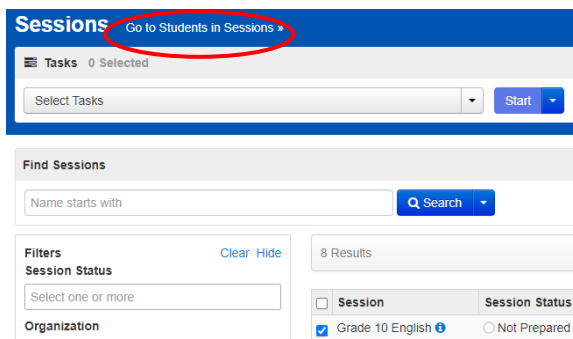 Sessions Go to Students in Sessions »
Tasks 0 Selected
Select Tasks
Start
Find Sessions
Name starts with
Search
Filters Clear Hide
Session Status
Select one or more
Organization
8 Results
Session Session Status
Grade 10 English Not Prepared